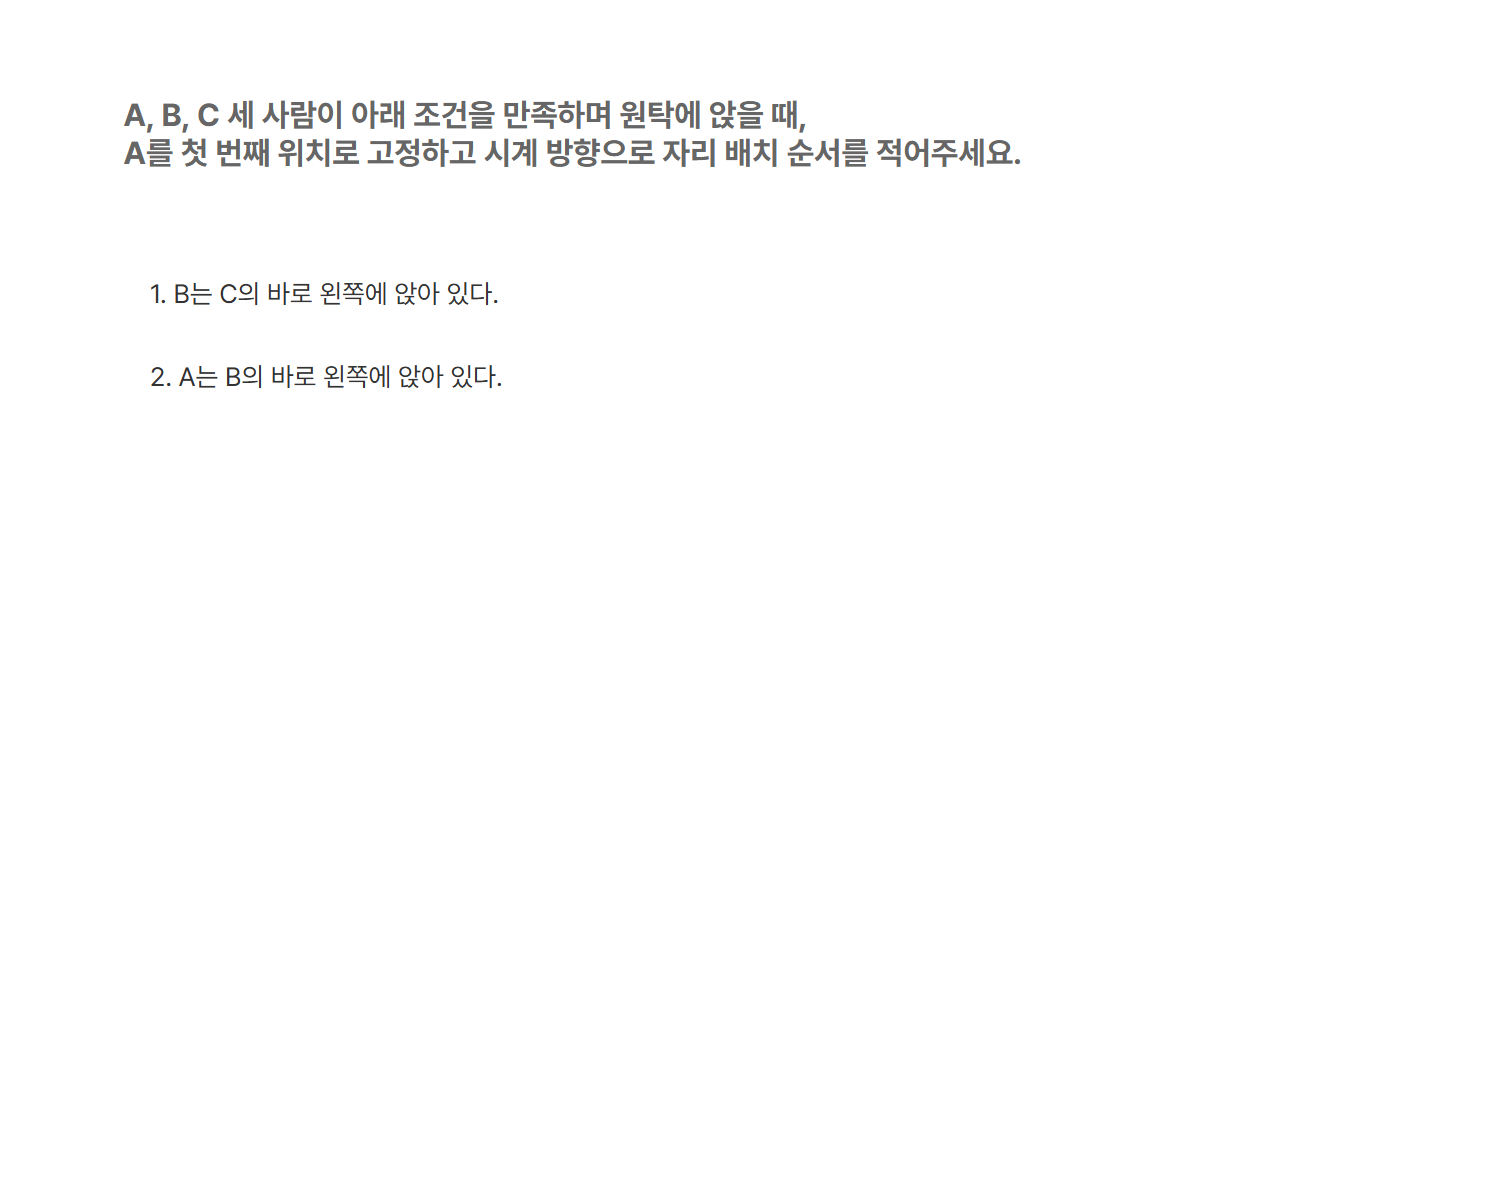 A, B, C 세 사람이 아래 조건을 만족하며 원탁에 앉을 때,
A를 첫 번째 위치로 고정하고 시계 방향으로 자리 배치 순서를 적어주세요.
1. B는 C의 바로 왼쪽에 앉아 있다.
2. A는 B의 바로 왼쪽에 앉아 있다.